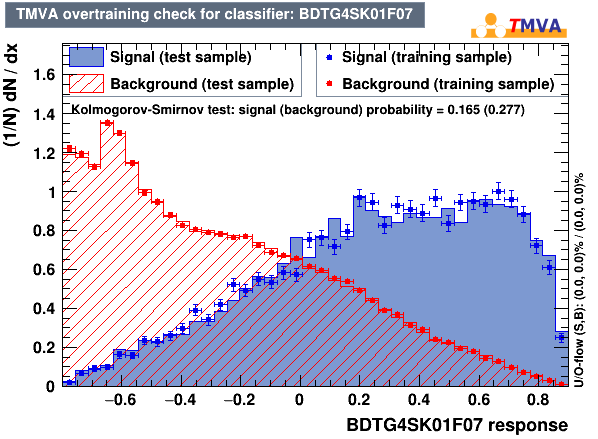 TMVA overtraining check for classifier: BDTG4SK01F07
TMVA
Signal (test sample)
Signal (training sample)
Background (test sample)
Background (training sample)
Kolmogorov-Smirnov test: signal (background) probability = 0.165 (0.277)
(1/N) dN / dx
1.6
1.4
1.2
1
0.8
0.6
0.4
0.2
0
−0.6 −0.4 −0.2 0 0.2 0.4 0.6 0.8
BDTG4SK01F07 response
U/O-flow (S,B): (0.0, 0.0)% / (0.0, 0.0)%